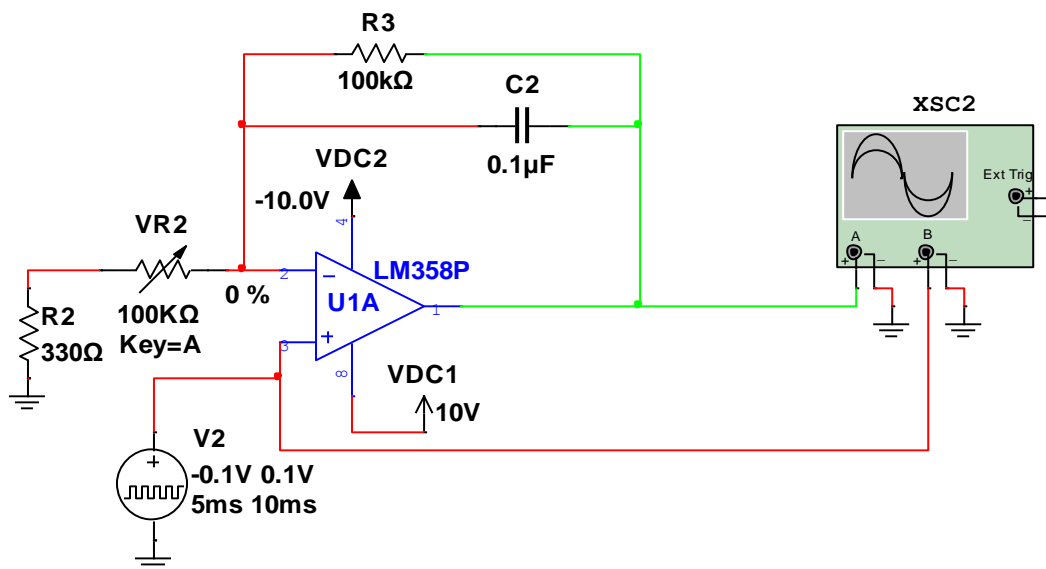 R3
100kΩ
C2
0.1µF
XSC2
Ext Trig
+
−
A
B
+ − + −
VDC2
-10.0V
4
VR2
100KΩ
Key=A
0 %
2
−
LM358P
U1A
1
+
3
8
R2
330Ω
VDC1
10V
V2
+
-0.1V 0.1V
5ms 10ms